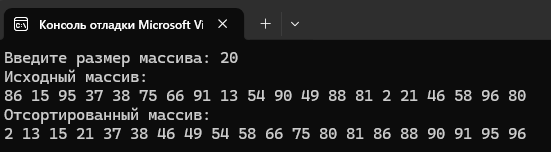 Консоль отладки Microsoft Vi
Введите размер массива: 20
Исходный массив:
86 15 95 37 38 75 66 91 13 54 90 49 88 81 2 21 46 58 96 80
Отсортированный массив:
2 13 15 21 37 38 46 49 54 58 66 75 80 81 86 88 90 91 95 96